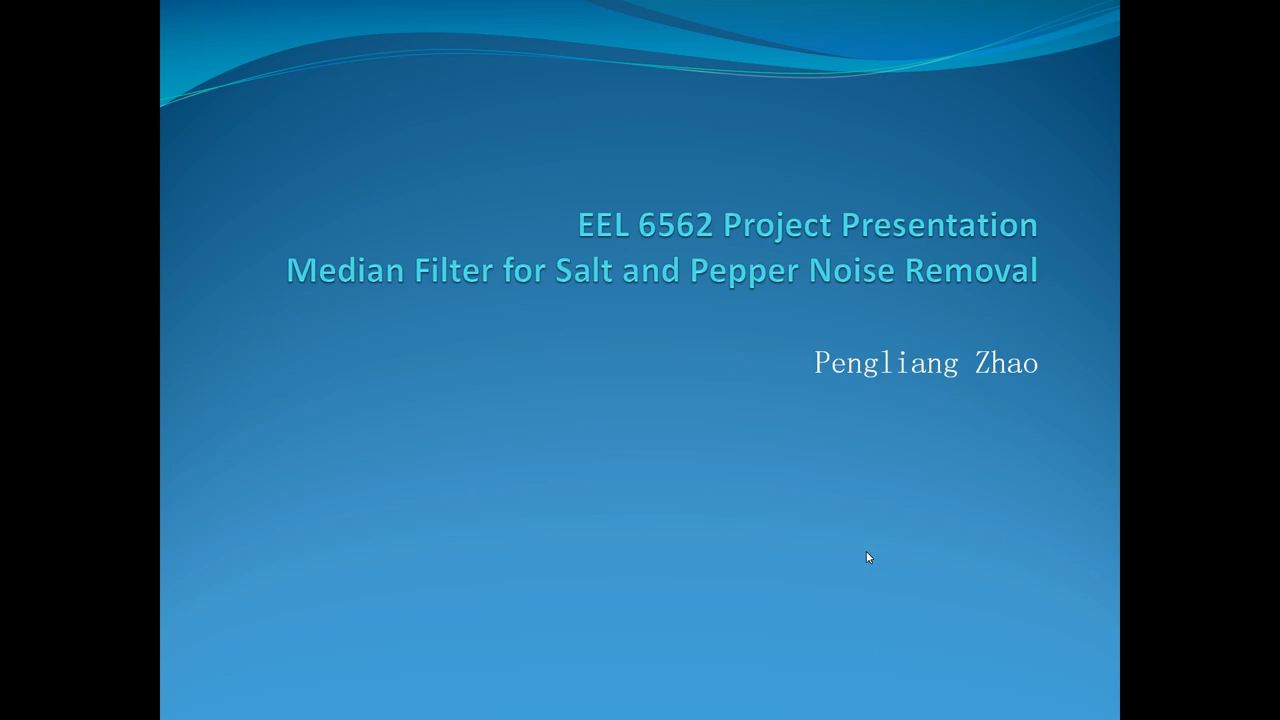 EEL 6562 Project Presentation
Median Filter for Salt and Pepper Noise Removal
Pengliang Zhao